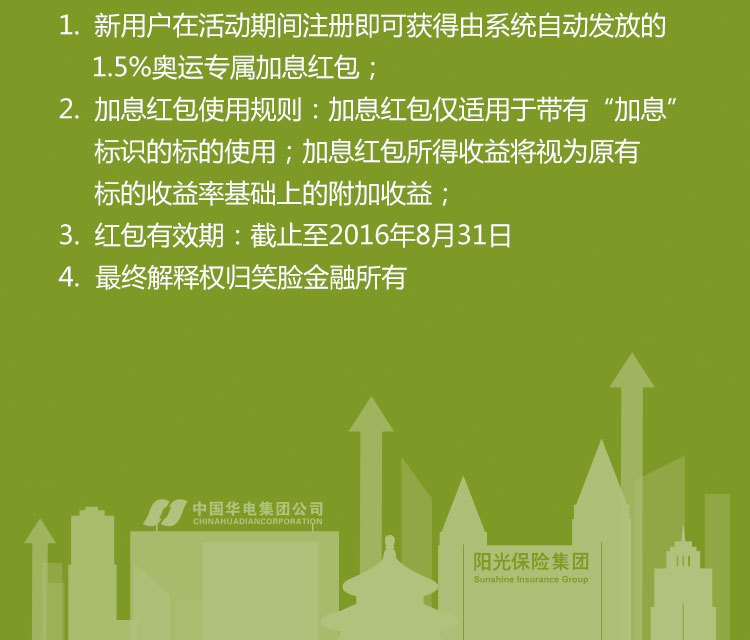 1. 新用户在活动期间注册即可获得由系统自动发放的
1.5%奥运专属加息红包；
2. 加息红包使用规则：加息红包仅适用于带有“加息”
标识的标的使用；加息红包所得收益将视为原有
标的收益率基础上的附加收益；
3. 红包有效期：截止至2016年8月31日
4. 最终解释权归笑脸金融所有
中国华电集团公司
CHINAHUADIANCORPORATION
阳光保险集团
Sunshine Insurance Group